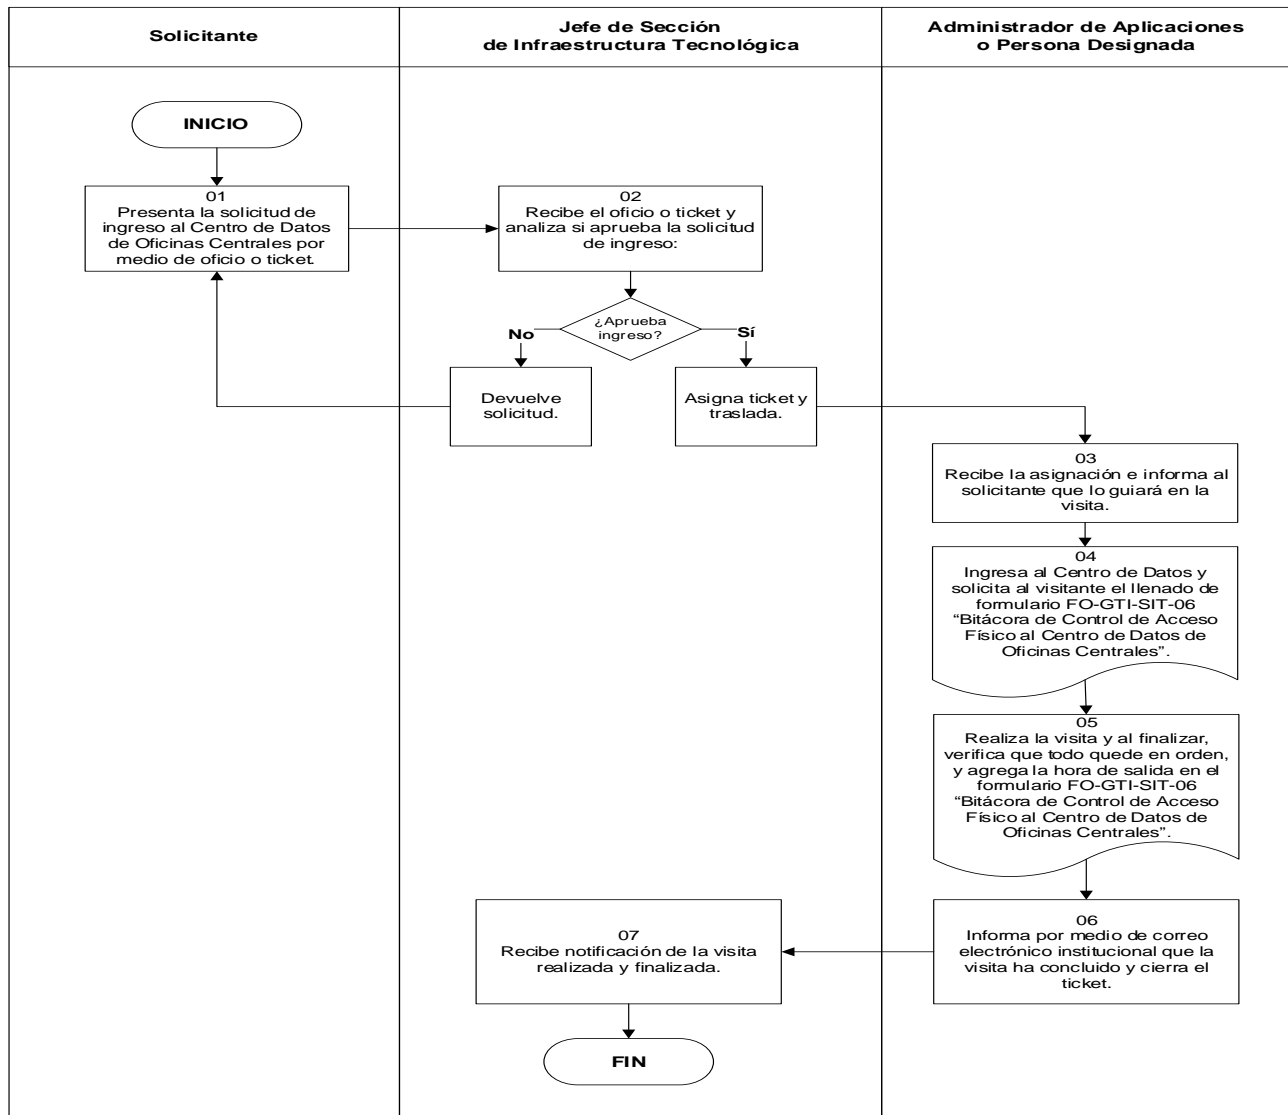 Solicitante
Jefe de Sección
de Infraestructura Tecnológica
Administrador de Aplicaciones
o Persona Designada
INICIO
01
Presenta la solicitud de
ingreso al Centro de Datos
de Oficinas Centrales por
medio de oficio o ticket.
02
Recibe el oficio o ticket y
analiza si aprueba la solicitud
de ingreso:
¿Aprueba
ingreso?
No
Sí
Devuelve
solicitud.
Asigna ticket y
traslada.
03
Recibe la asignación e informa al
solicitante que lo guiará en la
visita.
04
Ingresa al Centro de Datos y
solicita al visitante el llenado de
formulario FO-GTI-SIT-06
“Bitácora de Control de Acceso
Físico al Centro de Datos de
Oficinas Centrales”.
05
Realiza la visita y al finalizar,
verifica que todo quede en orden,
y agrega la hora de salida en el
formulario FO-GTI-SIT-06
“Bitácora de Control de Acceso
Físico al Centro de Datos de
Oficinas Centrales”.
06
Informa por medio de correo
electrónico institucional que la
visita ha concluido y cierra el
ticket.
07
Recibe notificación de la visita
realizada y finalizada.
FIN